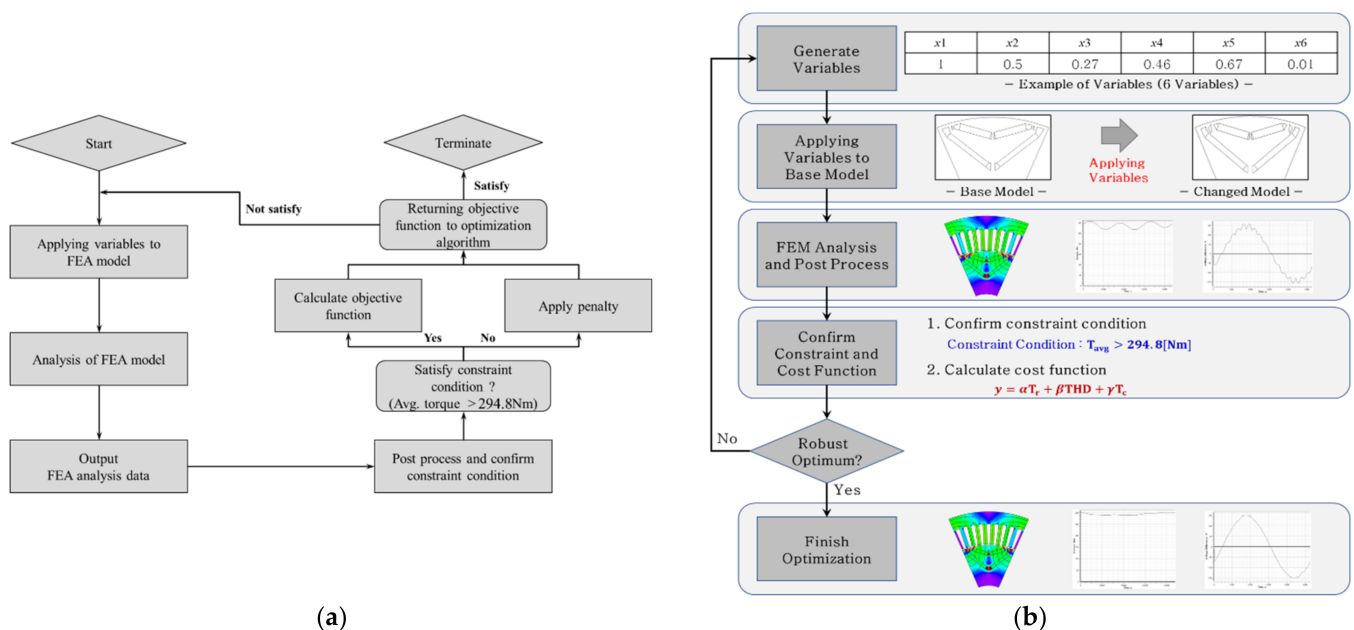 Start
Terminate
Satisfy
Not satisfy
Returning objective
function to optimization
algorithm
Applying variables to
FEA model
Calculate objective
function
Apply penalty
Yes
No
Analysis of FEA model
Satisfy constraint
condition ?
(Avg. torque > 294.8Nm)
Output
FEA analysis data
Post process and confirm
constraint condition
(a)
Generate
Variables
x1 x2 x3 x4 x5 x6
1 0.5 0.27 0.46 0.67 0.01
− Example of Variables (6 Variables) −
Applying
Variables to
Base Model
Applying
Variables
− Base Model −
− Changed Model −
FEM Analysis
and Post Process
Confirm
Constraint and
Cost Function
1. Confirm constraint condition
Constraint Condition : Tavg > 294.8[Nm]
2. Calculate cost function
y = αTr + βTHD + γTc
No
Robust
Optimum?
Yes
Finish
Optimization
(b)